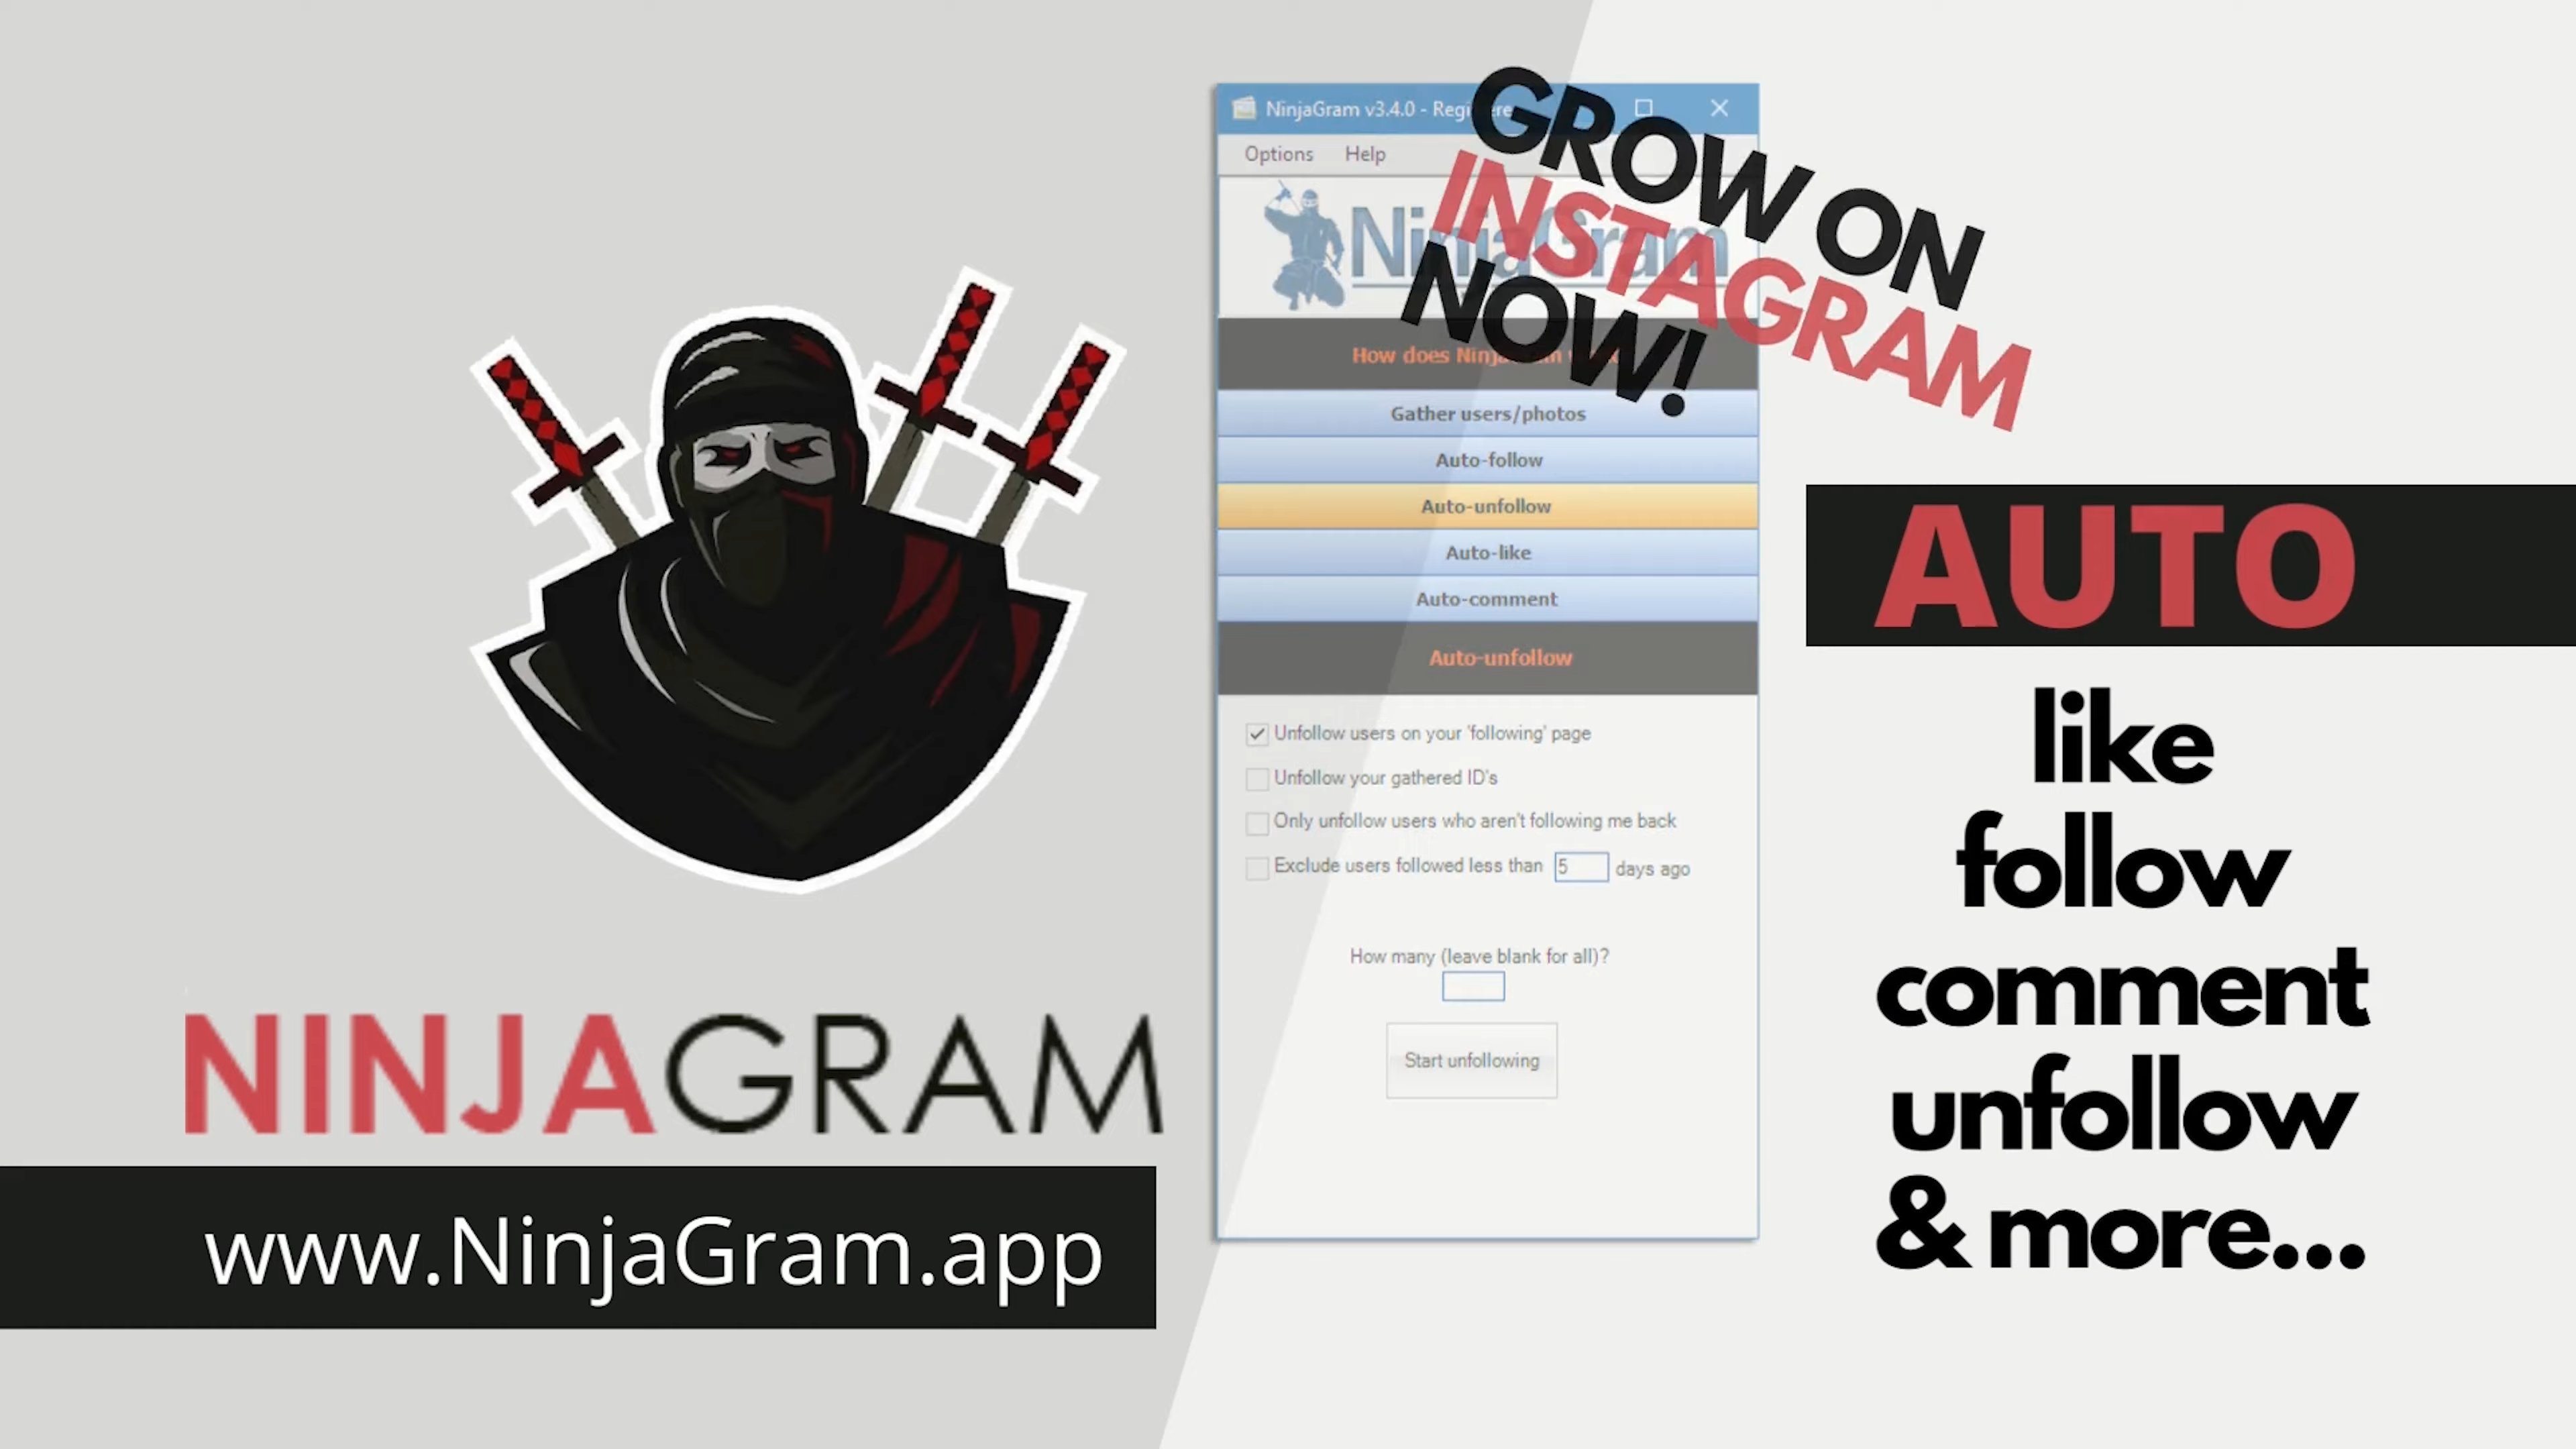 NINJAGRAM
www.NinjaGram.app
NinjaGram v3.4.0 -
Options Help
NinjaGram
GROW ON
INSTAGRAM
NOW!
How does
Gather users/photos
Auto-follow
Auto-unfollow
Auto-like
Auto-comment
Auto-unfollow
Unfollow users on your 'following' page
Unfollow your gathered ID's
Only unfollow users who aren't following me back
Exclude users followed less than 5 days ago
How many (leave blank for all)?
Start unfollowing
AUTO
like
follow
comment
unfollow
& more...